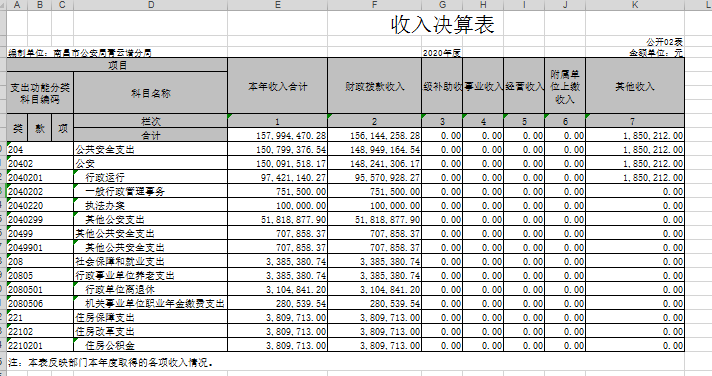 A B C D E F G H I J K L
收入决算表
公开02表
编制单位：南昌市公安局青云谱分局 2020年度 金额单位：元
项目 本年收入合计 财政拨款收入 级补助收 事业收入 经营收入 附属单位上缴收入 其他收入
支出功能分类科目编码 科目名称
类 款 项 栏次 1 2 3 4 5 6 7
合计 157,994,470.28 156,144,258.28 0.00 0.00 0.00 0.00 1,850,212.00
204 公共安全支出 150,799,376.54 148,949,164.54 0.00 0.00 0.00 0.00 1,850,212.00
20402 公安 150,091,518.17 148,241,306.17 0.00 0.00 0.00 0.00 1,850,212.00
2040201 行政运行 97,421,140.27 95,570,928.27 0.00 0.00 0.00 0.00 1,850,212.00
2040202 一般行政管理事务 751,500.00 751,500.00 0.00 0.00 0.00 0.00 0.00
2040220 执法办案 100,000.00 100,000.00 0.00 0.00 0.00 0.00 0.00
2040299 其他公安支出 51,818,877.90 51,818,877.90 0.00 0.00 0.00 0.00 0.00
20499 其他公共安全支出 707,858.37 707,858.37 0.00 0.00 0.00 0.00 0.00
2049901 其他公共安全支出 707,858.37 707,858.37 0.00 0.00 0.00 0.00 0.00
208 社会保障和就业支出 3,385,380.74 3,385,380.74 0.00 0.00 0.00 0.00 0.00
20805 行政事业单位养老支出 3,385,380.74 3,385,380.74 0.00 0.00 0.00 0.00 0.00
2080501 行政单位离退休 3,104,841.20 3,104,841.20 0.00 0.00 0.00 0.00 0.00
2080506 机关事业单位职业年金缴费支出 280,539.54 280,539.54 0.00 0.00 0.00 0.00 0.00
221 住房保障支出 3,809,713.00 3,809,713.00 0.00 0.00 0.00 0.00 0.00
22102 住房改革支出 3,809,713.00 3,809,713.00 0.00 0.00 0.00 0.00 0.00
2210201 住房公积金 3,809,713.00 3,809,713.00 0.00 0.00 0.00 0.00 0.00
注：本表反映部门本年度取得的各项收入情况。